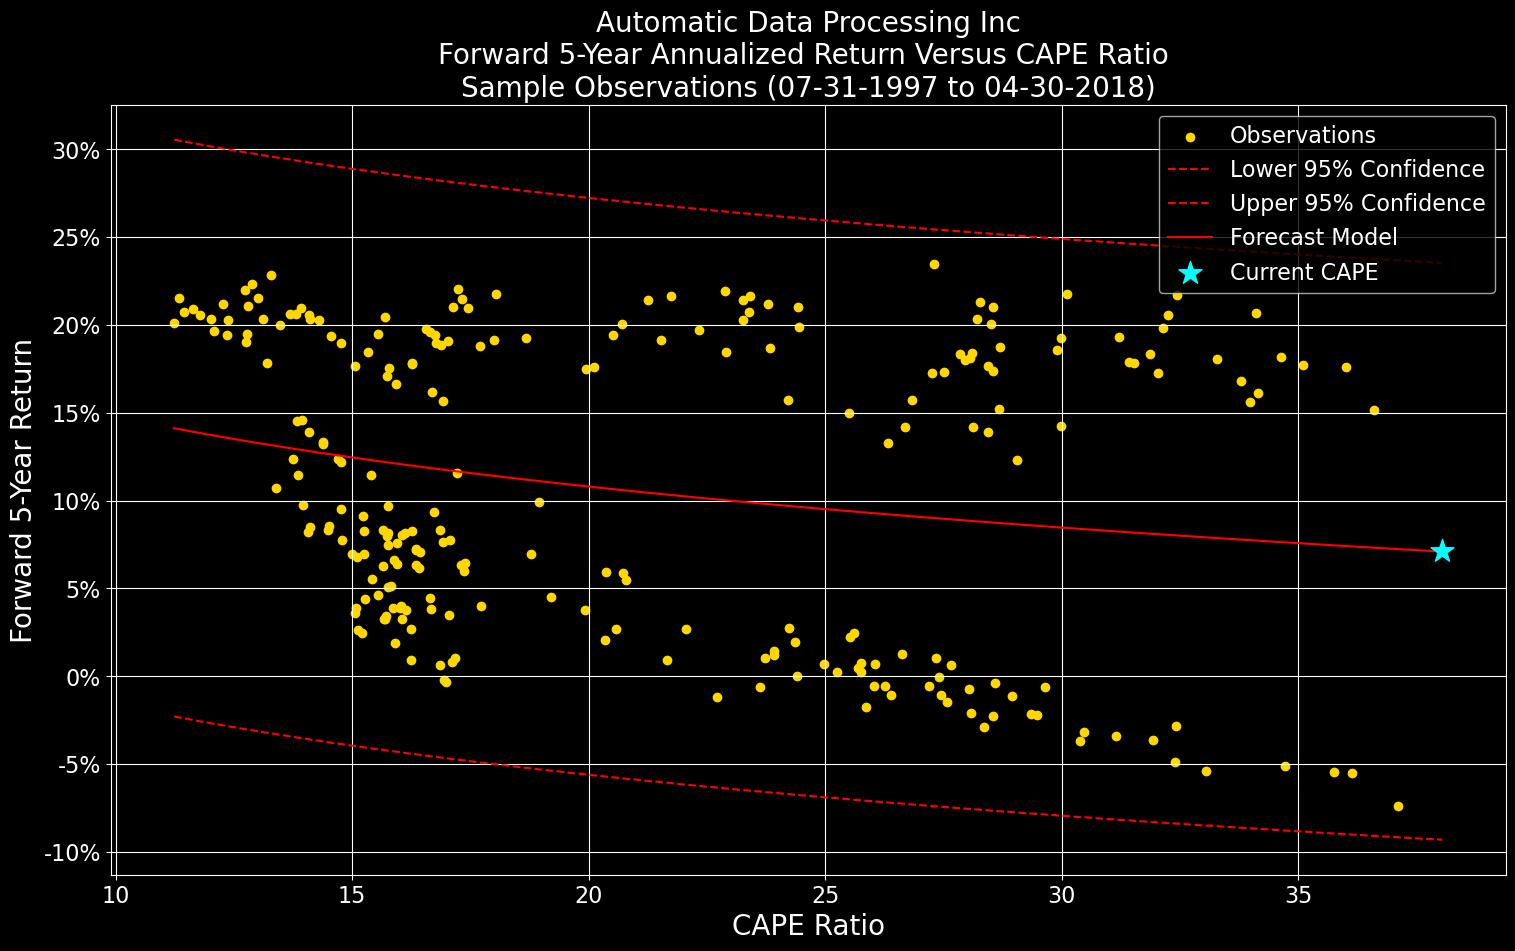 Automatic Data Processing Inc
Forward 5-Year Annualized Return Versus CAPE Ratio
Sample Observations (07-31-1997 to 04-30-2018)
Observations
Lower 95% Confidence
Upper 95% Confidence
Forecast Model
Current CAPE
Forward 5-Year Return
30%
25%
20%
15%
10%
5%
0%
-5%
-10%
10 15 20 25 30 35
CAPE Ratio